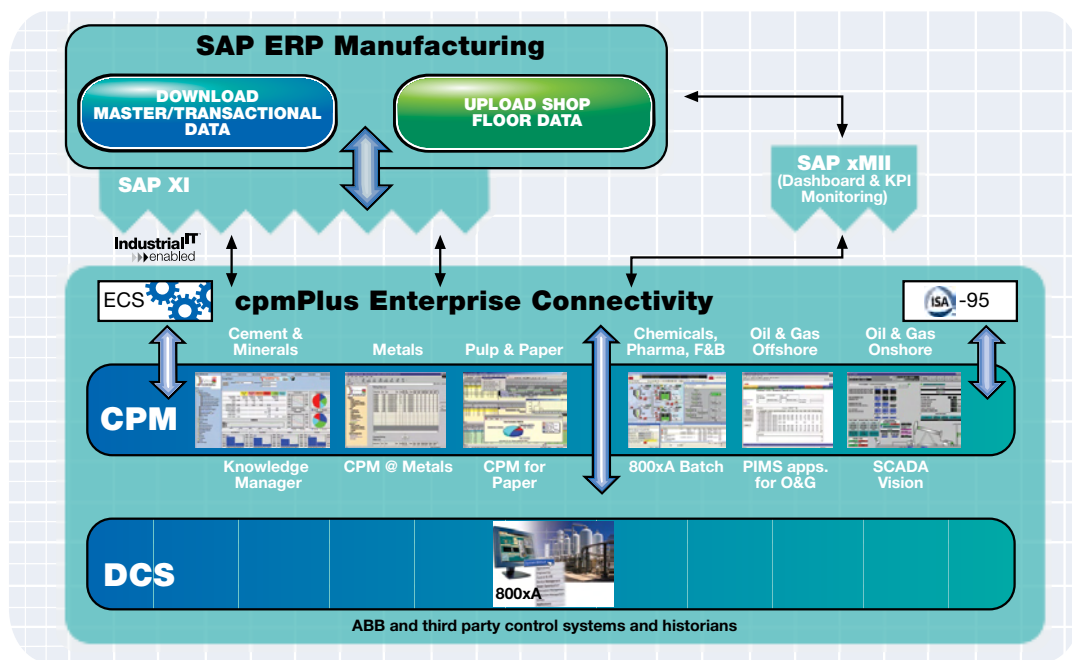 SAP ERP Manufacturing
DOWNLOAD
MASTER/TRANSACTIONAL
DATA
UPLOAD SHOP
FLOOR DATA
SAP XI
SAP xMII
(Dashboard & KPI
Monitoring)
IndustrialIT
enabled
ECS
cpmPlus Enterprise Connectivity
ISA -95
Cement &
Minerals
Metals
Pulp & Paper
Chemicals,
Pharma, F&B
Oil & Gas
Offshore
Oil & Gas
Onshore
CPM
Knowledge
Manager
CPM @ Metals
CPM for
Paper
800xA Batch
PIMS apps.
for O&G
SCADA
Vision
DCS
800xA
ABB and third party control systems and historians